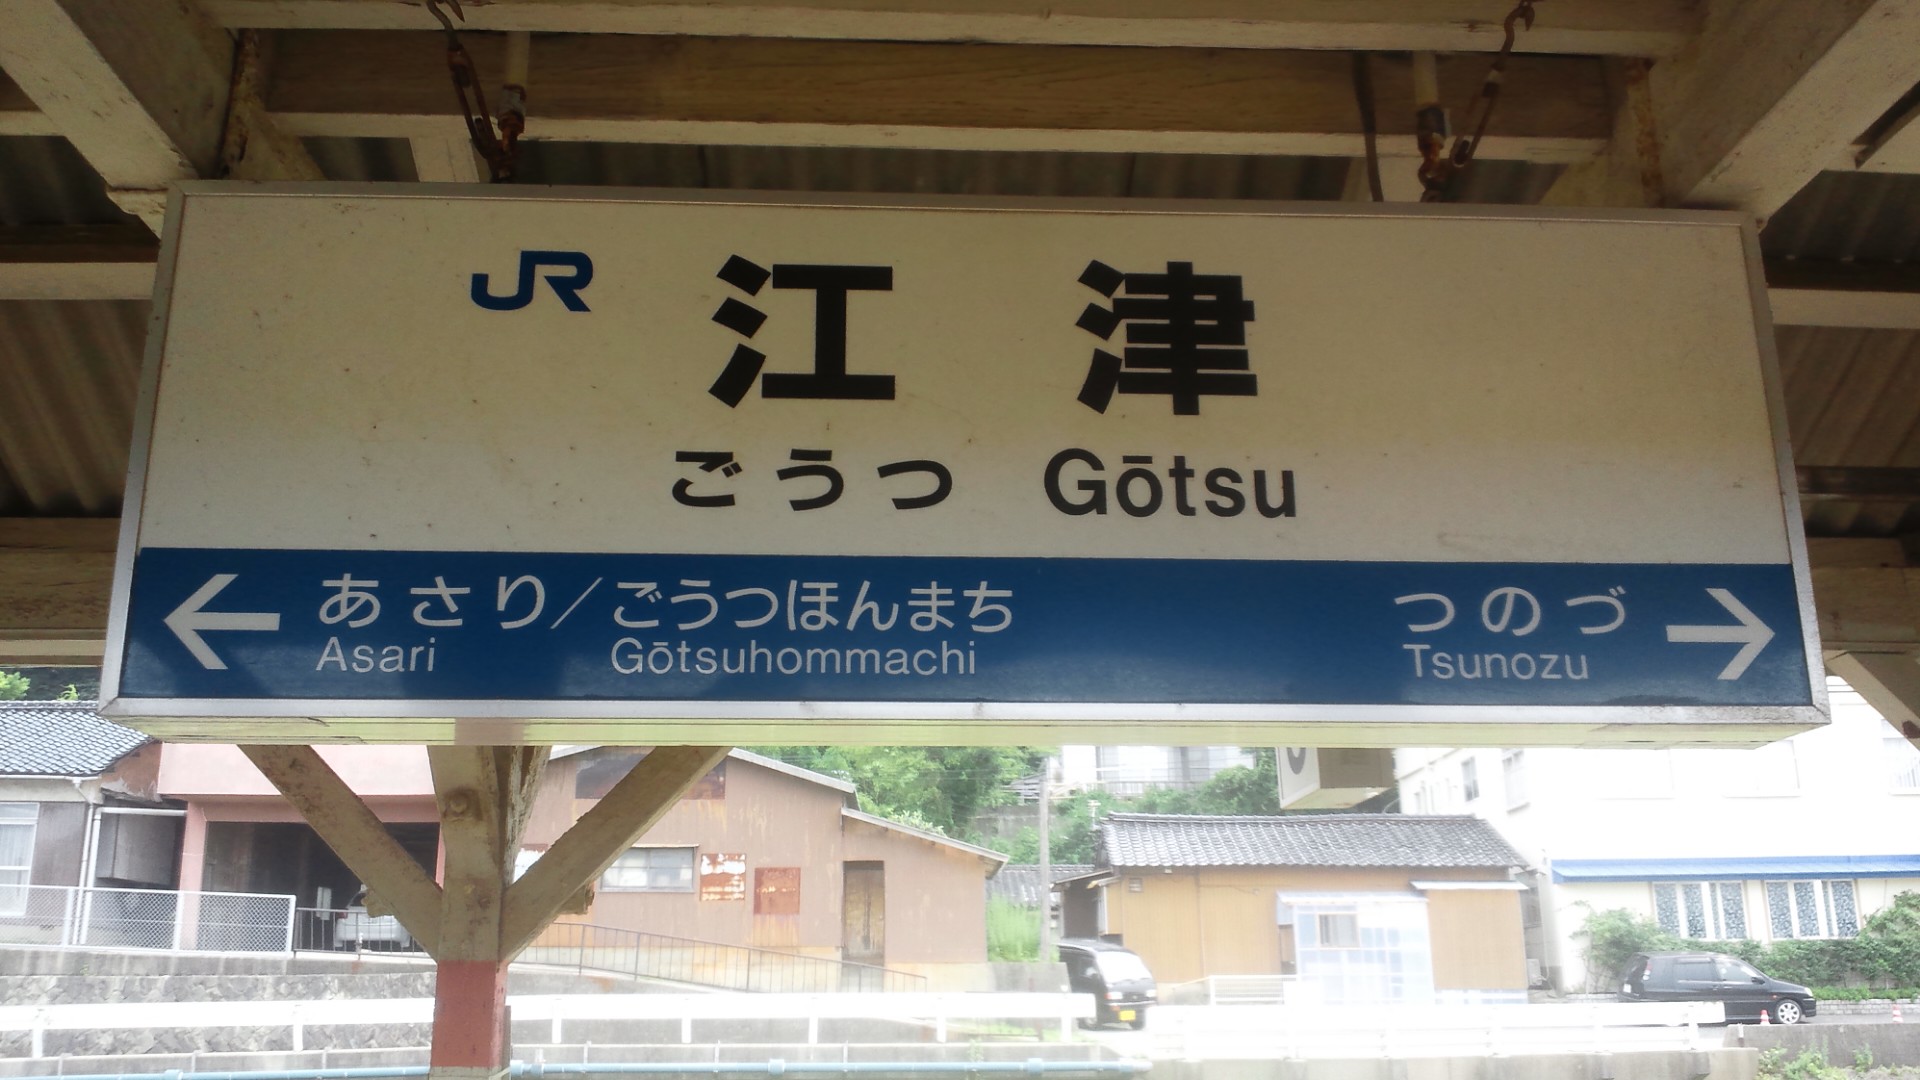 JR 江津
ごうつ Gōtsu
← あさり／ごうつほんまち つのづ →
Asari Gōtsuhommachi Tsunozu